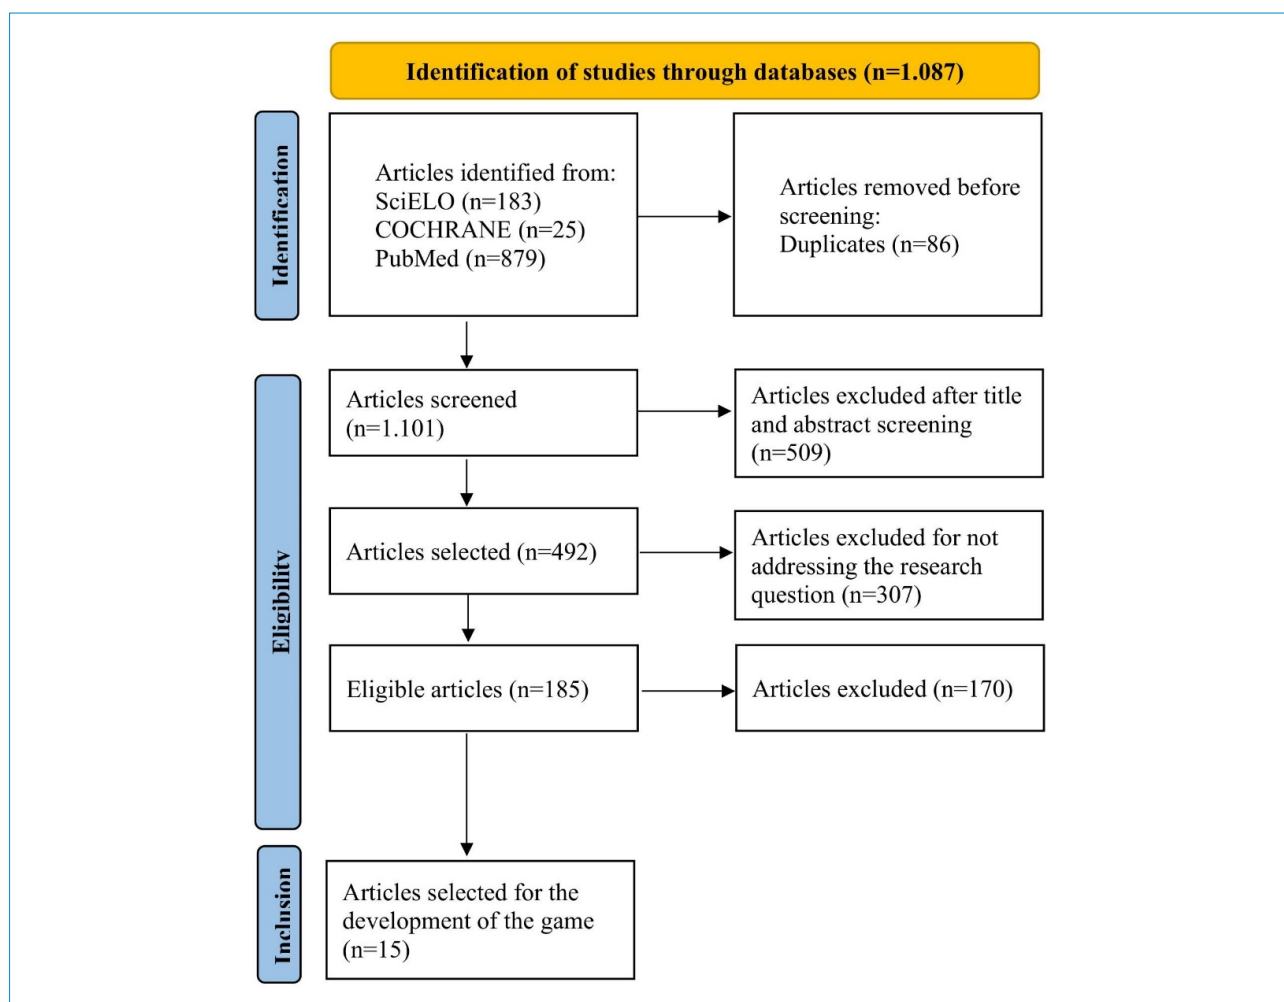 Identification of studies through databases (n=1.087)
Identification
Articles identified from:
SciELO (n=183)
COCHRANE (n=25)
PubMed (n=879)
Articles removed before
screening:
Duplicates (n=86)
Eligibility
Articles screened
(n=1.101)
Articles excluded after title
and abstract screening
(n=509)
Articles selected (n=492)
Articles excluded for not
addressing the research
question (n=307)
Eligible articles (n=185)
Articles excluded (n=170)
Inclusion
Articles selected for the
development of the game
(n=15)